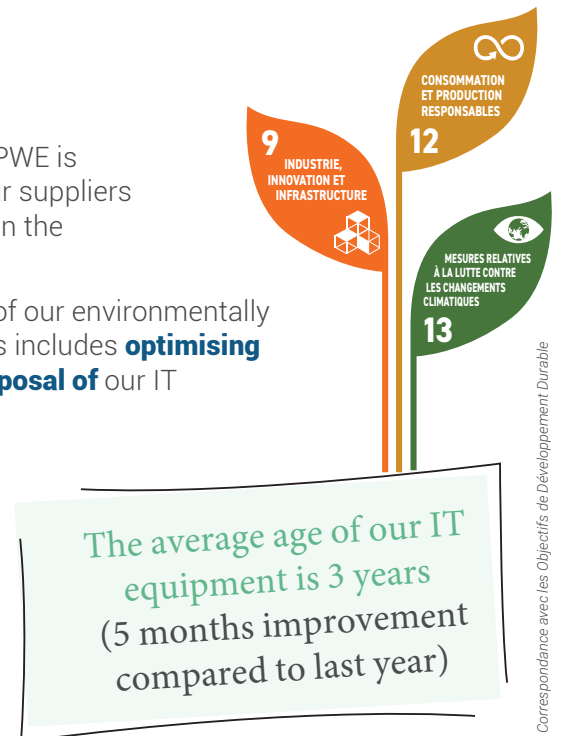 PWE is
r suppliers
n the
of our environmentally
s includes optimising
posal of our IT
9
INDUSTRIE,
INNOVATION ET
INFRASTRUCTURE
CONSOMMATION
ET PRODUCTION
RESPONSABLES
12
MESURES RELATIVES
À LA LUTTE CONTRE
LES CHANGEMENTS
CLIMATIQUES
13
The average age of our IT
equipment is 3 years
(5 months improvement
compared to last year)
Correspondance avec les Objectifs de Développement Durable